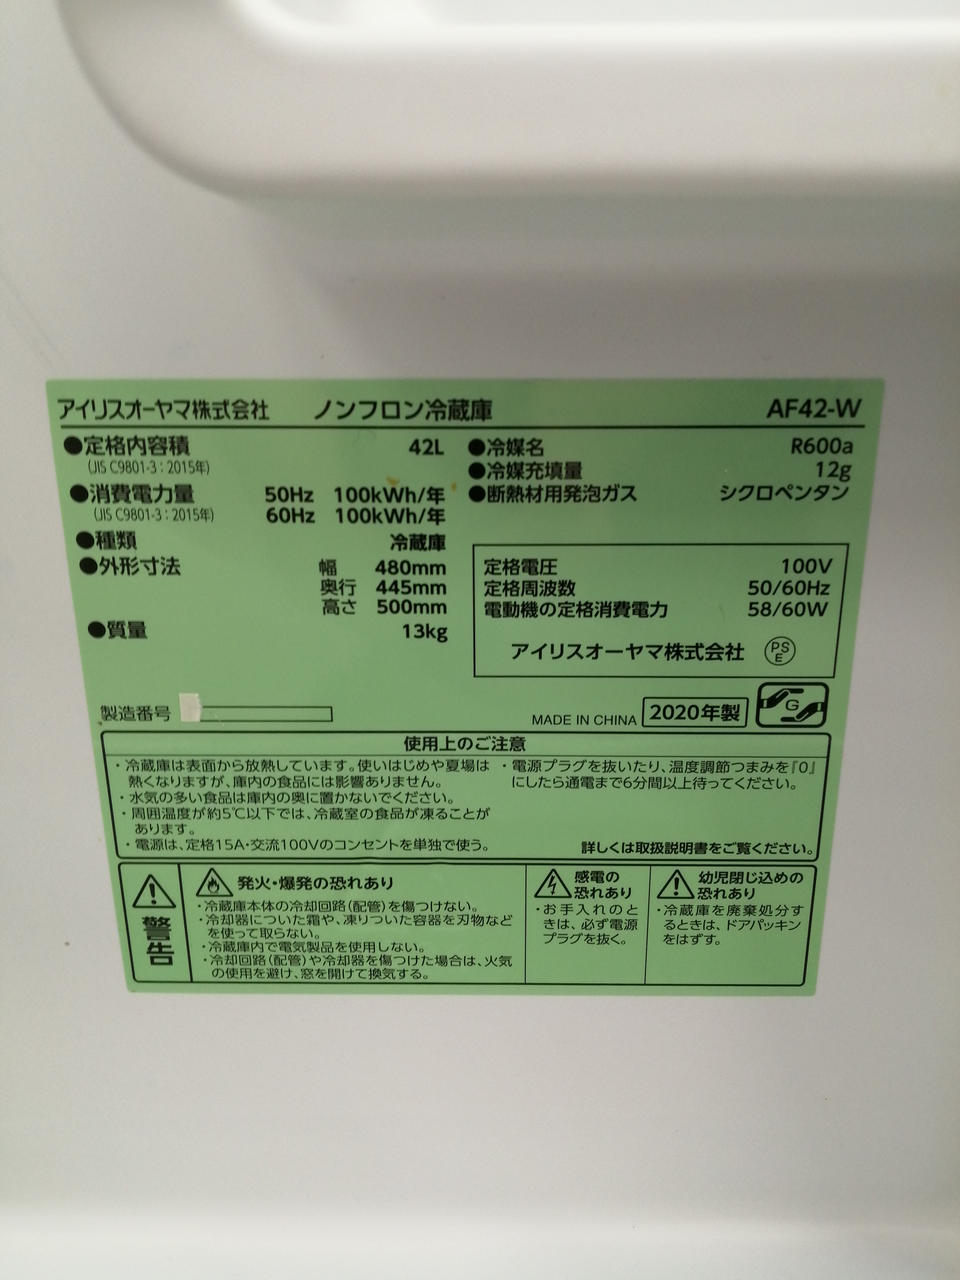 アイリスオーヤマ株式会社 ノンフロン冷蔵庫 AF42-W
●定格内容積 42L
(JIS C9801-3：2015年)
●消費電力量 50Hz 100kWh/年
(JIS C9801-3：2015年) 60Hz 100kWh/年
●種類 冷蔵庫
●外形寸法 幅 480mm
奥行 445mm
高さ 500mm
●質量 13kg
●冷媒名 R600a
●冷媒充填量 12g
●断熱材用発泡ガス シクロペンタン
定格電圧 100V
定格周波数 50/60Hz
電動機の定格消費電力 58/60W
アイリスオーヤマ株式会社 PS E
製造番号
MADE IN CHINA 2020年製 G
使用上のご注意
・冷蔵庫は表面から放熱しています。使いはじめや夏場は
熱くなりますが、庫内の食品には影響ありません。
・水気の多い食品は庫内の奥に置かないでください。
・周囲温度が約5℃以下では、冷蔵室の食品が凍ることが
あります。
・電源は、定格15A・交流100Vのコンセントを単独で使う。
・電源プラグを抜いたり、温度調節つまみを『0』
にしたら通電まで6分間以上待ってください。
詳しくは取扱説明書をご覧ください。
警告
発火・爆発の恐れあり
・冷蔵庫本体の冷却回路(配管)を傷つけない。
・冷却器についた霜や、凍りついた容器を刃物など
を使って取らない。
・冷蔵庫内で電気製品を使用しない。
・冷却回路(配管)や冷却器を傷つけた場合は、火気
の使用を避け、窓を開けて換気する。
感電の
恐れあり
・お手入れのと
きは、必ず電源
プラグを抜く。
幼児閉じ込めの
恐れあり
・冷蔵庫を廃棄処分す
るときは、ドアパッキン
をはずす。